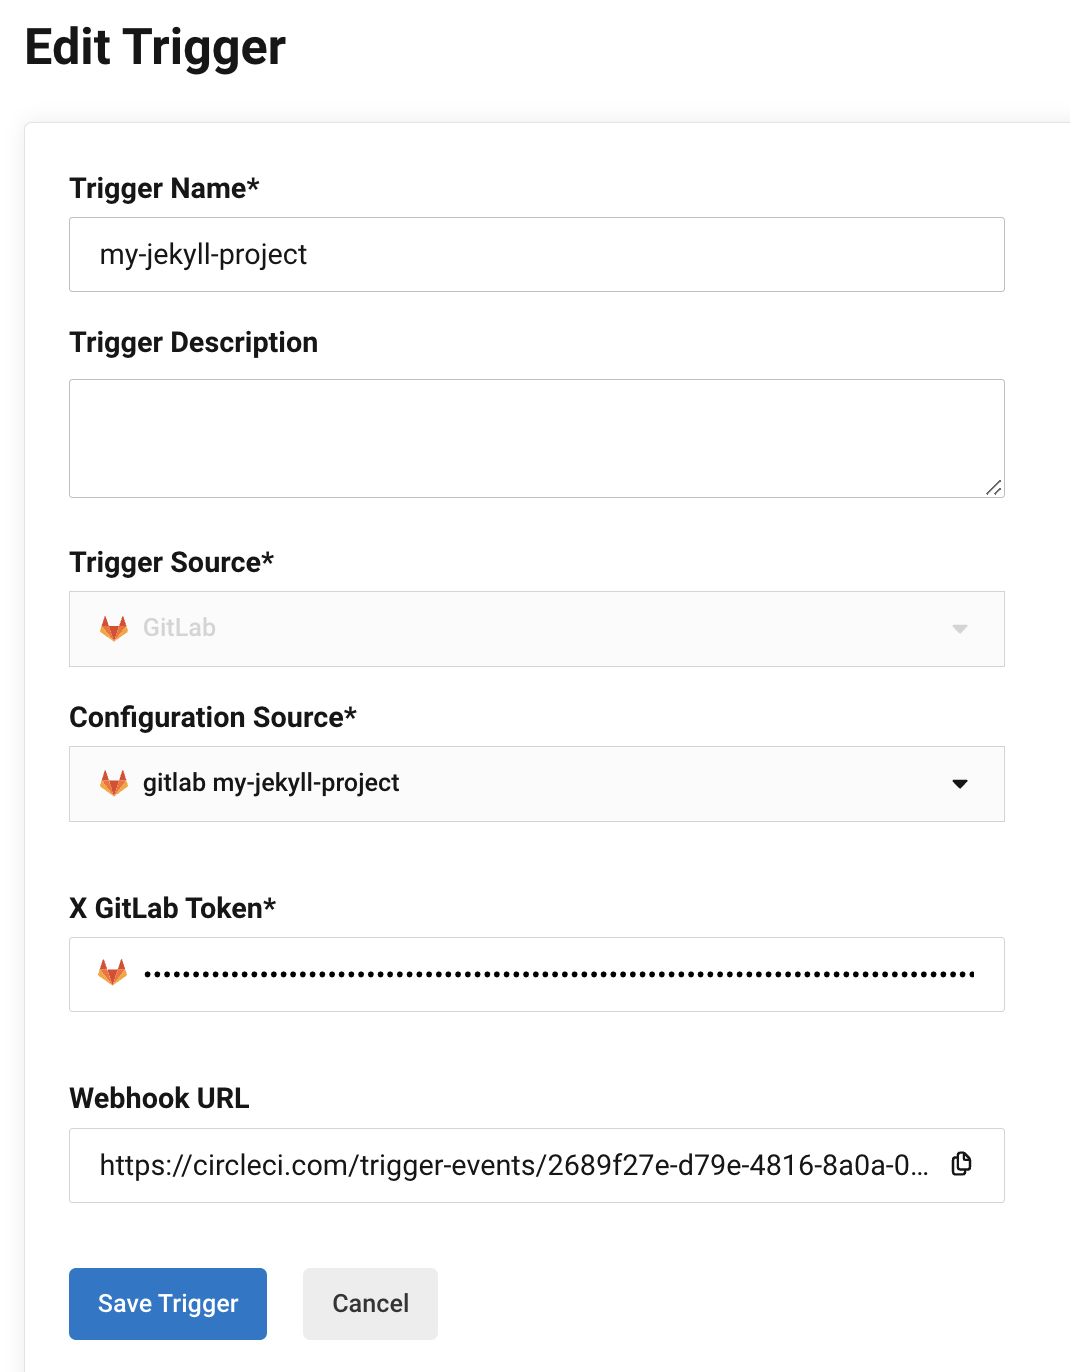 Edit Trigger
Trigger Name*
my-jekyll-project
Trigger Description
Trigger Source*
GitLab
Configuration Source*
gitlab my-jekyll-project
X GitLab Token*
••••••••••••••••••••••••••••••••••••••••••••••••••••••••••••••••••••••••••••••••••••••
Webhook URL
https://circleci.com/trigger-events/2689f27e-d79e-4816-8a0a-0...
Save Trigger
Cancel